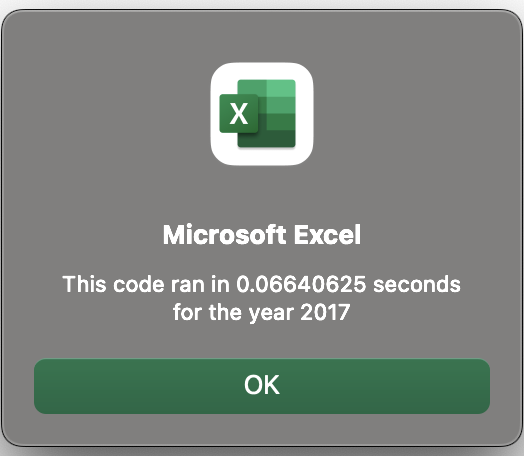 X
Microsoft Excel
This code ran in 0.06640625 seconds
for the year 2017
OK